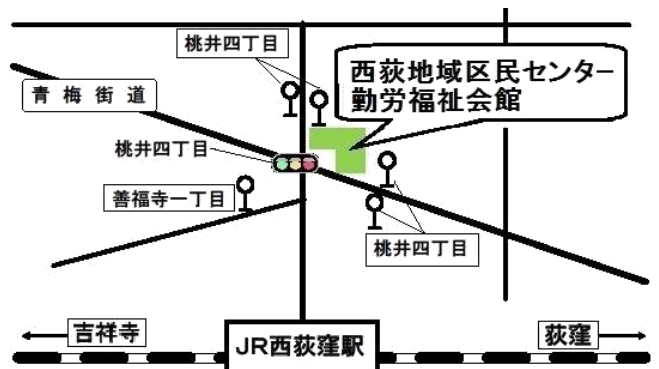 桃井四丁目
西荻地域区民センター
勤労福祉会館
青梅街道
桃井四丁目
善福寺一丁目
桃井四丁目
吉祥寺
JR西荻窪駅
荻窪